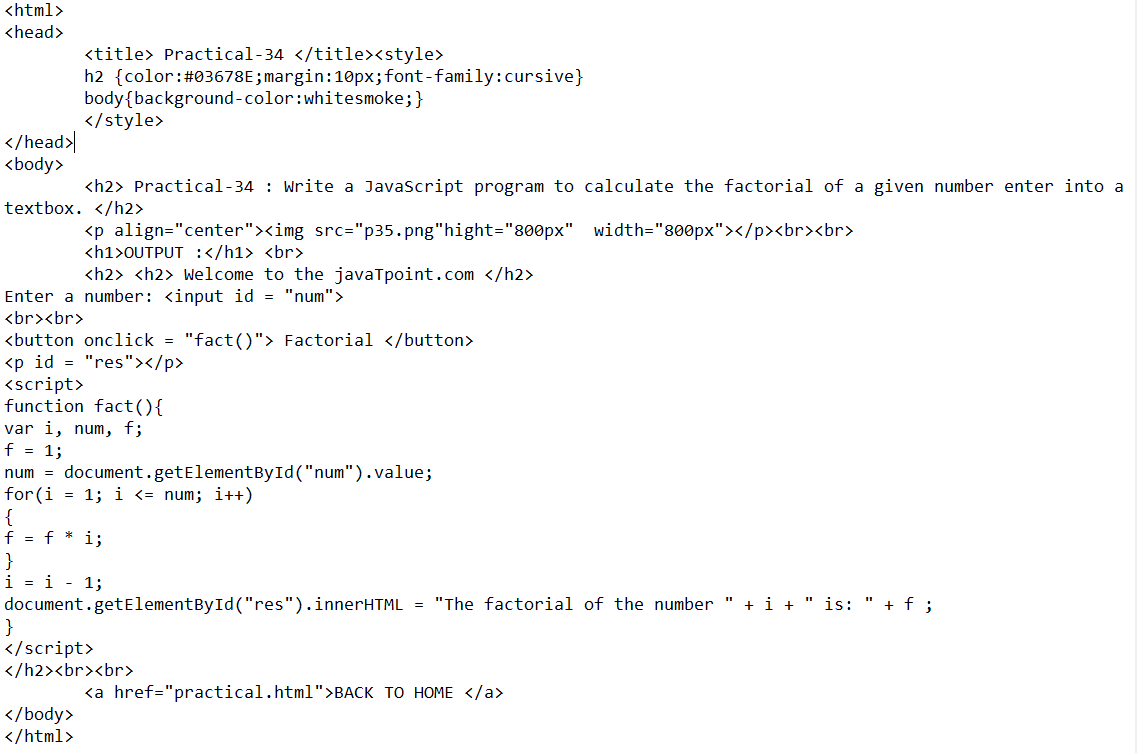 <html>
<head>
        <title> Practical-34 </title><style>
        h2 {color:#03678E;margin:10px;font-family:cursive}
        body{background-color:whitesmoke;}
        </style>
</head>
<body>
        <h2> Practical-34 : Write a JavaScript program to calculate the factorial of a given number enter into a
textbox. </h2>
        <p align="center"><img src="p35.png"hight="800px"  width="800px"></p><br><br>
        <h1>OUTPUT :</h1> <br>
        <h2> <h2> Welcome to the javaTpoint.com </h2>
Enter a number: <input id = "num">
<br><br>
<button onclick = "fact()"> Factorial </button>
<p id = "res"></p>
<script>
function fact(){
var i, num, f;
f = 1;
num = document.getElementById("num").value;
for(i = 1; i <= num; i++)
{
f = f * i;
}
i = i - 1;
document.getElementById("res").innerHTML = "The factorial of the number " + i + " is: " + f ;
}
</script>
</h2><br><br>
        <a href="practical.html">BACK TO HOME </a>
</body>
</html>